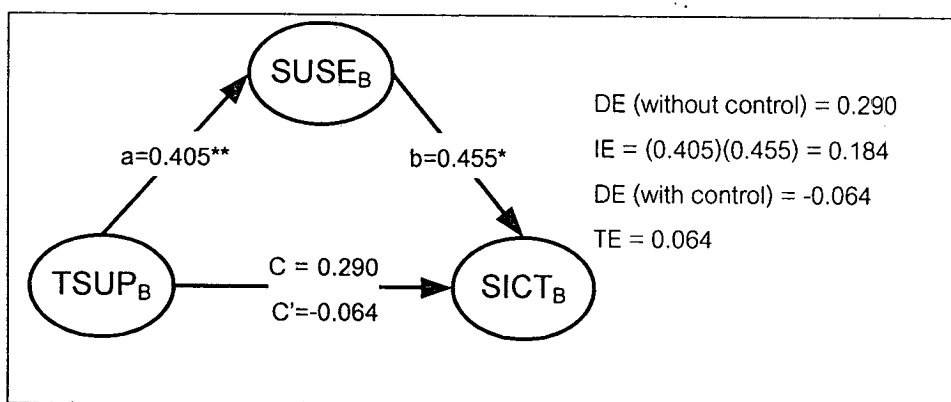 SUSE_B
DE (without control) = 0.290
a=0.405**
b=0.455*
IE = (0.405)(0.455) = 0.184
DE (with control) = -0.064
TE = 0.064
TSUP_B
C = 0.290
C'=-0.064
SICT_B